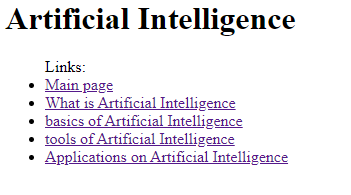 Artificial Intelligence
Links:
Main page
What is Artificial Intelligence
basics of Artificial Intelligence
tools of Artificial Intelligence
Applications on Artificial Intelligence